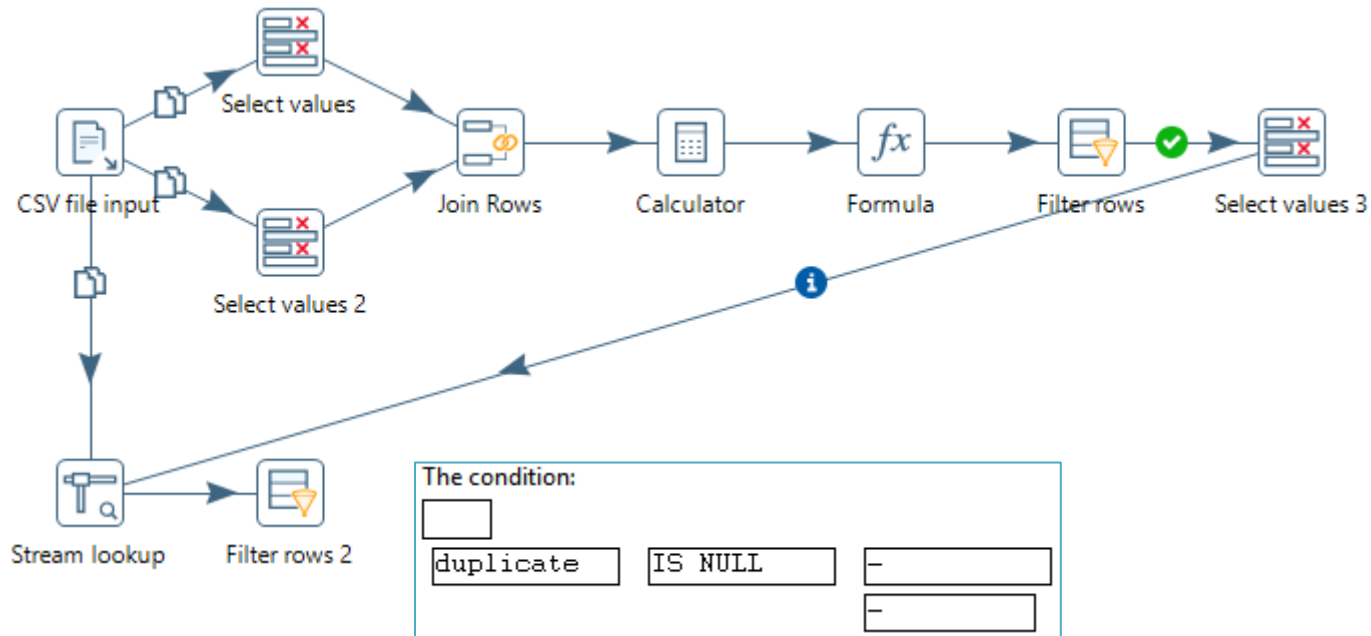 Select values
CSV file input
Join Rows
Calculator
fx
Formula
Filter rows
Select values 3
Select values 2
i
Stream lookup
Filter rows 2
The condition:
duplicate IS NULL –
–